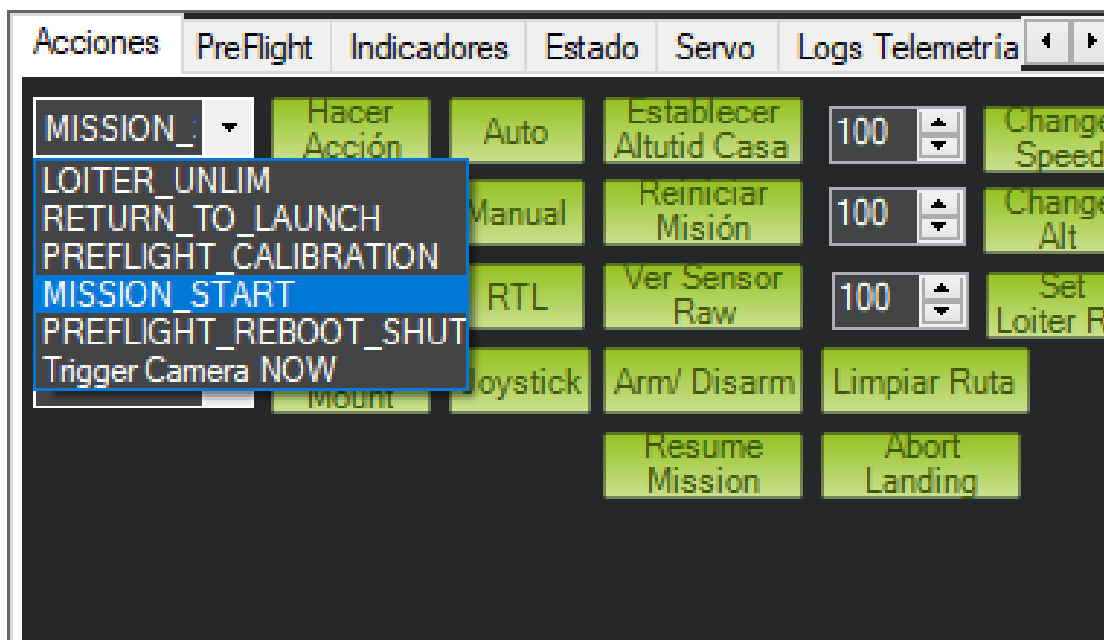 Acciones PreFlight Indicadores Estado Servo Logs Telemetría
MISSION_ Hacer Acción Auto Establecer Altutid Casa 100 Change Speed
LOITER_UNLIM
RETURN_TO_LAUNCH Manual Reiniciar Misión 100 Change Alt
PREFLIGHT_CALIBRATION
MISSION_START RTL Ver Sensor Raw 100 Set Loiter R
PREFLIGHT_REBOOT_SHUT
Trigger Camera NOW
Mount Joystick Arm/ Disarm Limpiar Ruta
Resume Mission Abort Landing